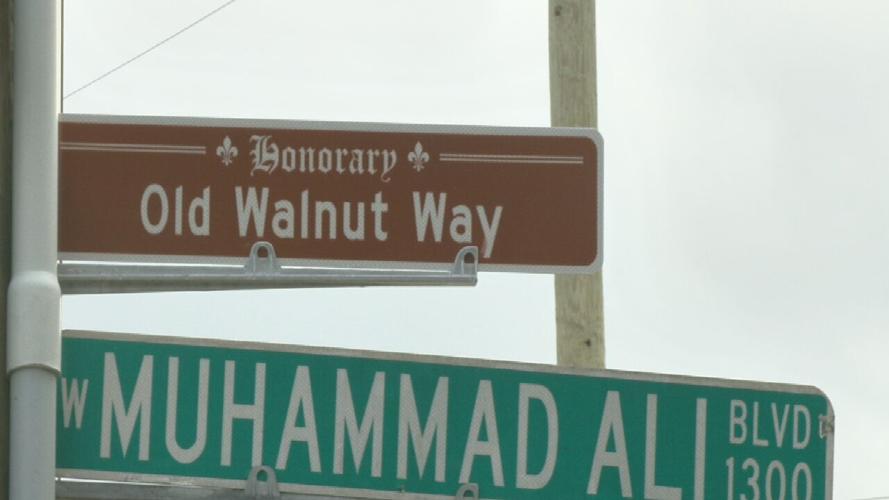 Honorary
Old Walnut Way
W MUHAMMAD ALI BLVD
1300